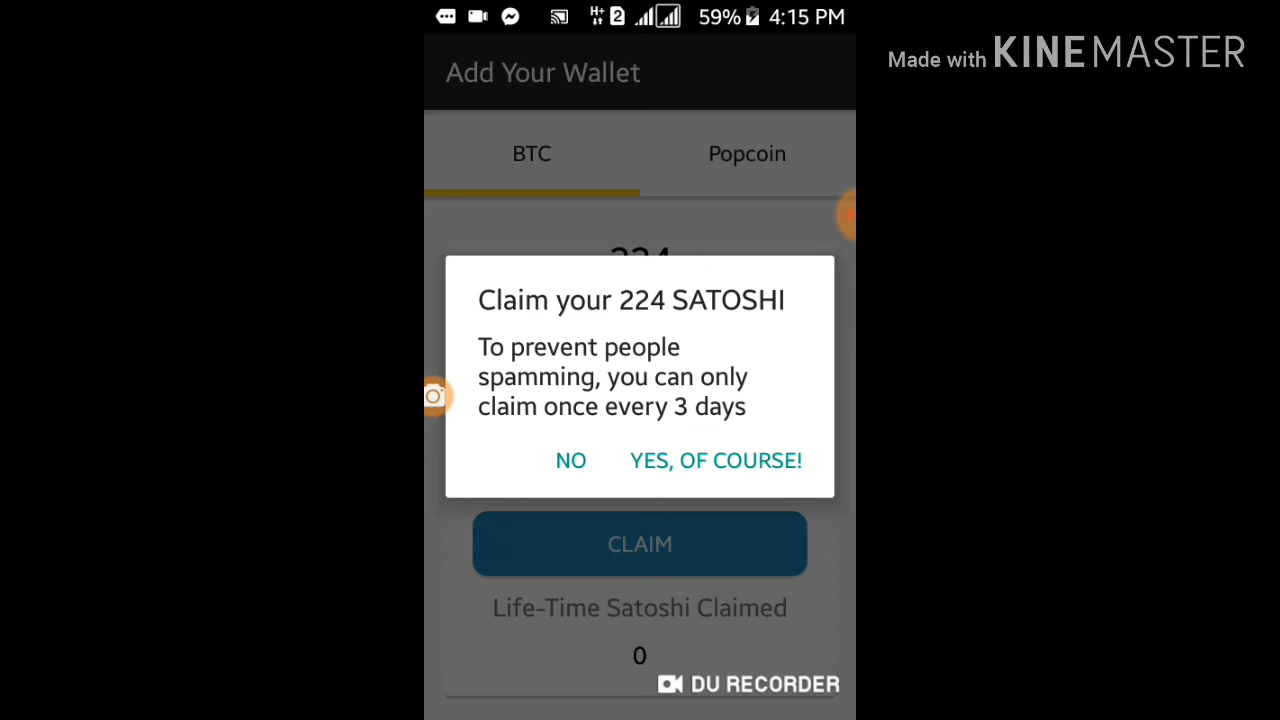 59% 4:15 PM
Made with KINEMASTER
Add Your Wallet
BTC Popcoin
224
Claim your 224 SATOSHI
To prevent people
spamming, you can only
claim once every 3 days
NO YES, OF COURSE!
CLAIM
Life-Time Satoshi Claimed
0
DU RECORDER